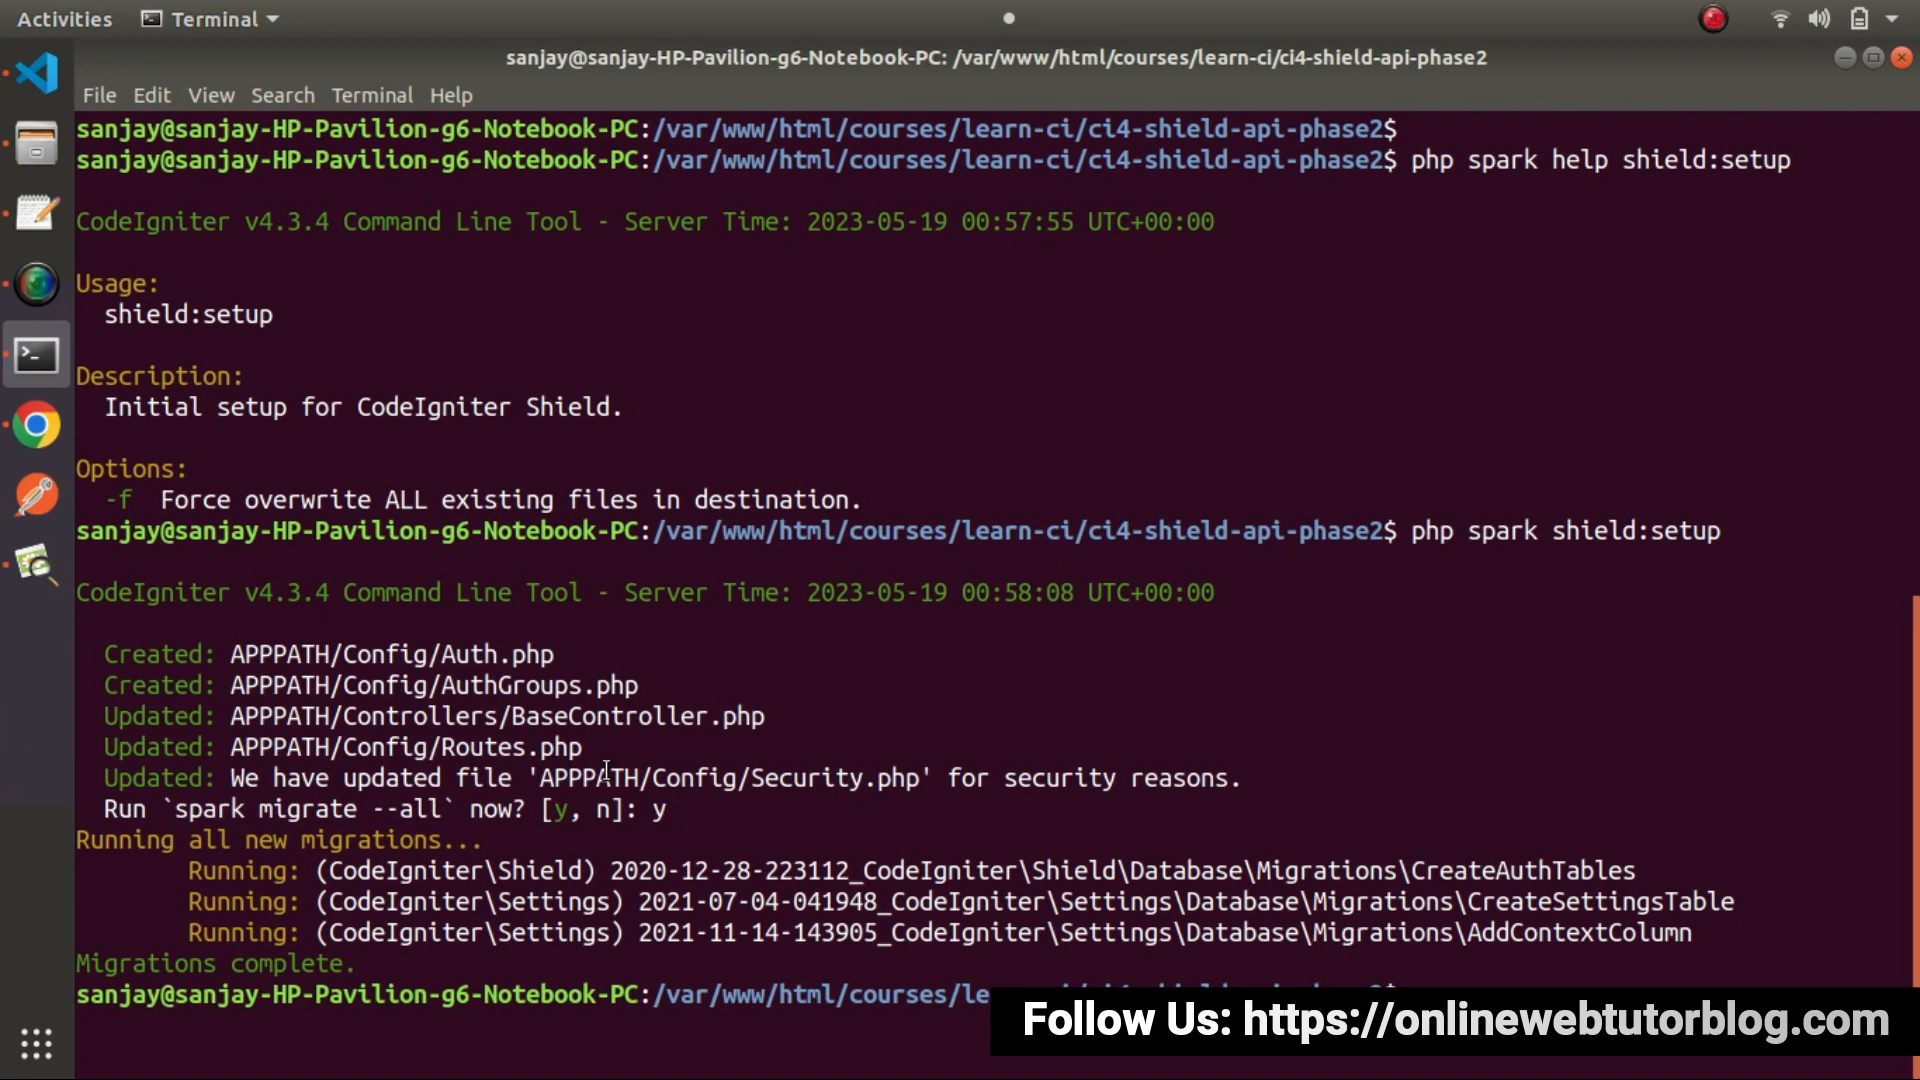 Activities Terminal
sanjay@sanjay-HP-Pavilion-g6-Notebook-PC: /var/www/html/courses/learn-ci/ci4-shield-api-phase2
File Edit View Search Terminal Help
sanjay@sanjay-HP-Pavilion-g6-Notebook-PC:/var/www/html/courses/learn-ci/ci4-shield-api-phase2$
sanjay@sanjay-HP-Pavilion-g6-Notebook-PC:/var/www/html/courses/learn-ci/ci4-shield-api-phase2$ php spark help shield:setup
CodeIgniter v4.3.4 Command Line Tool - Server Time: 2023-05-19 00:57:55 UTC+00:00
Usage:
shield:setup
Description:
Initial setup for CodeIgniter Shield.
Options:
-f  Force overwrite ALL existing files in destination.
sanjay@sanjay-HP-Pavilion-g6-Notebook-PC:/var/www/html/courses/learn-ci/ci4-shield-api-phase2$ php spark shield:setup
CodeIgniter v4.3.4 Command Line Tool - Server Time: 2023-05-19 00:58:08 UTC+00:00
Created: APPPATH/Config/Auth.php
Created: APPPATH/Config/AuthGroups.php
Updated: APPPATH/Controllers/BaseController.php
Updated: APPPATH/Config/Routes.php
Updated: We have updated file 'APPPATH/Config/Security.php' for security reasons.
Run `spark migrate --all` now? [y, n]: y
Running all new migrations...
Running: (CodeIgniter\Shield) 2020-12-28-223112_CodeIgniter\Shield\Database\Migrations\CreateAuthTables
Running: (CodeIgniter\Settings) 2021-07-04-041948_CodeIgniter\Settings\Database\Migrations\CreateSettingsTable
Running: (CodeIgniter\Settings) 2021-11-14-143905_CodeIgniter\Settings\Database\Migrations\AddContextColumn
Migrations complete.
sanjay@sanjay-HP-Pavilion-g6-Notebook-PC:/var/www/html/courses/le
Follow Us: https://onlinewebtutorblog.com